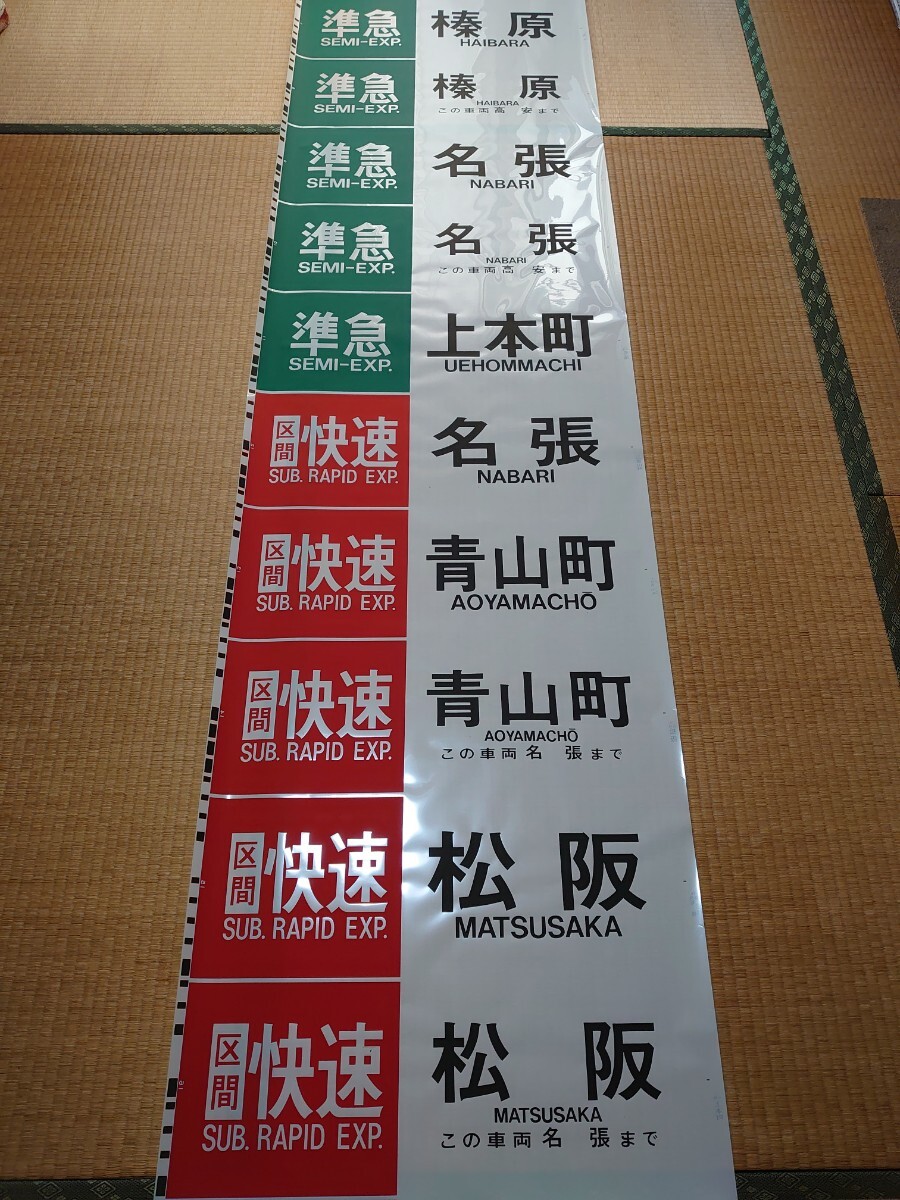 準急 榛原
SEMI-EXP. HAIBARA
準急 榛原
SEMI-EXP. HAIBARA
この車両高安まで
準急 名張
SEMI-EXP. NABARI
準急 名張
SEMI-EXP. NABARI
この車両高安まで
準急 上本町
SEMI-EXP. UEHOMMACHI
区間快速 名張
SUB. RAPID EXP. NABARI
区間快速 青山町
SUB. RAPID EXP. AOYAMACHŌ
区間快速 青山町
SUB. RAPID EXP. AOYAMACHŌ
この車両名張まで
区間快速 松阪
SUB. RAPID EXP. MATSUSAKA
区間快速 松阪
SUB. RAPID EXP. MATSUSAKA
この車両名張まで